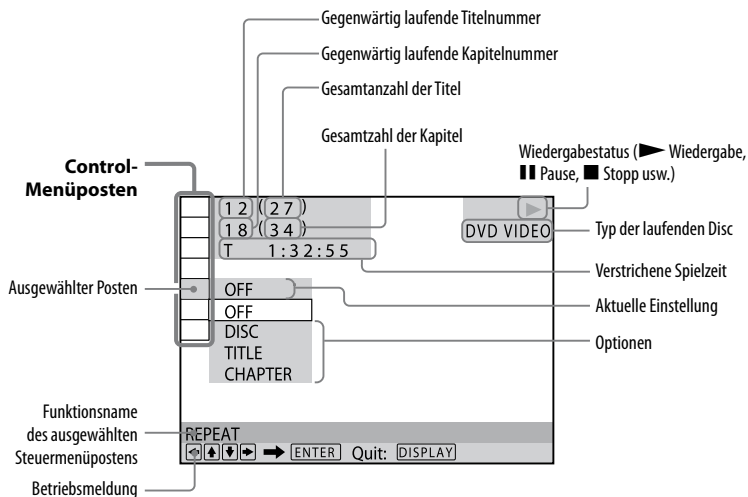 Gegenwärtig laufende Titelnummer
Gegenwärtig laufende Kapitelnummer
Gesamtanzahl der Titel
Gesamtzahl der Kapitel
Wiedergabestatus (▶ Wiedergabe,
⏸ Pause, ■ Stopp usw.)
Control-
Menüposten
12 (27)
18 (34)
T 1:32:55
DVD VIDEO
Typ der laufenden Disc
Verstrichene Spielzeit
Ausgewählter Posten
OFF
Aktuelle Einstellung
OFF
DISC
TITLE
CHAPTER
Optionen
Funktionsname
des ausgewählten
Steuermenüpostens
REPEAT
ENTER Quit: DISPLAY
Betriebsmeldung